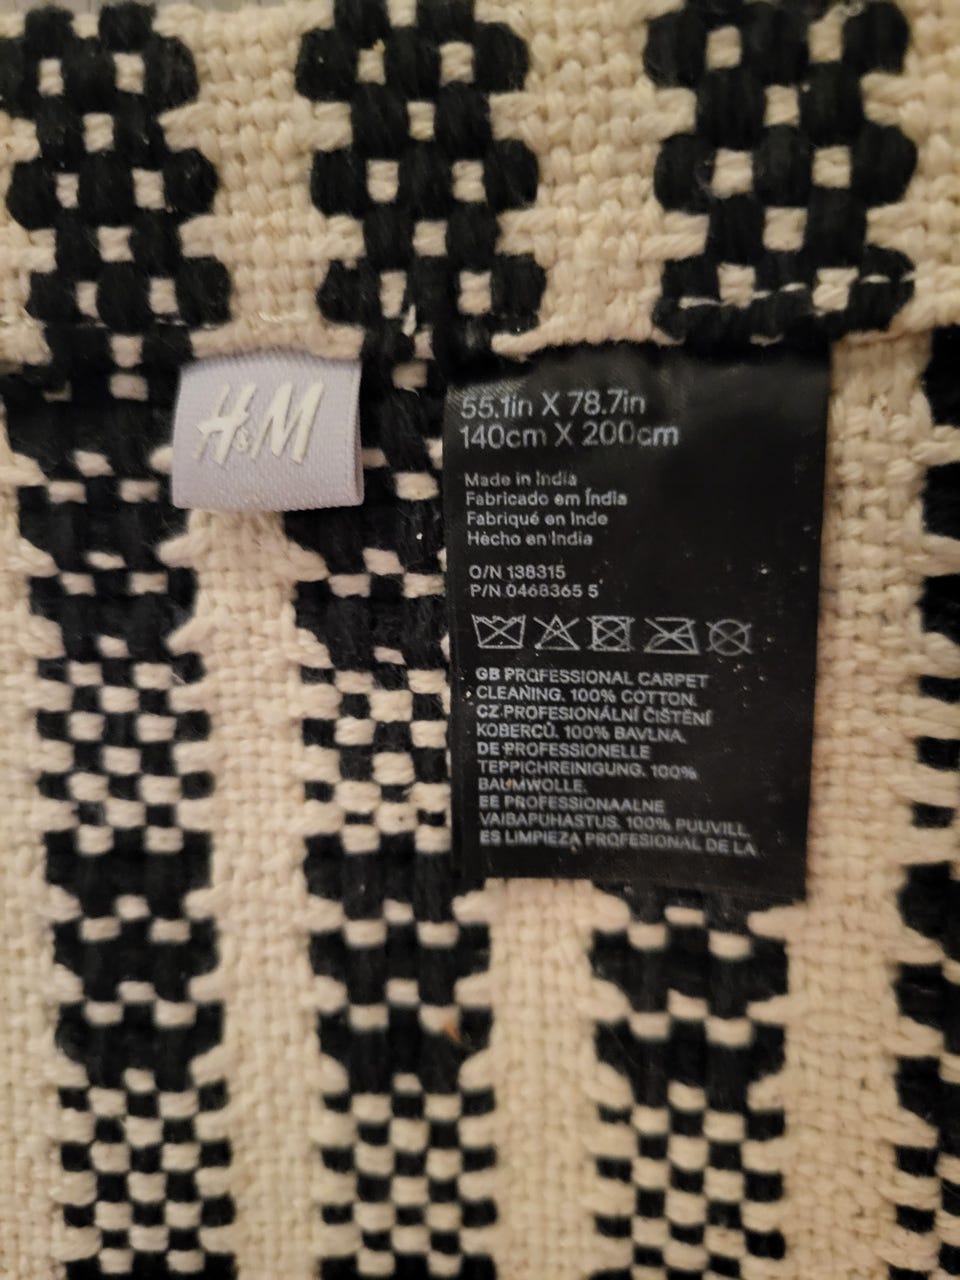 H&M
55.1in X 78.7in
140cm X 200cm
Made in India
Fabricado em Índia
Fabriqué en Inde
Hecho en India
O/N 138315
P/N 0468365 5
GB PROFESSIONAL CARPET
CLEANING. 100% COTTON.
CZ PROFESIONÁLNÍ ČIŠTĚNÍ
KOBERCŮ. 100% BAVLNA.
DE PROFESSIONELLE
TEPPICHREINIGUNG. 100%
BAUMWOLLE.
EE PROFESSIONAALNE
VAIBAPUHASTUS. 100% PUUVILL.
ES LIMPIEZA PROFESIONAL DE LA